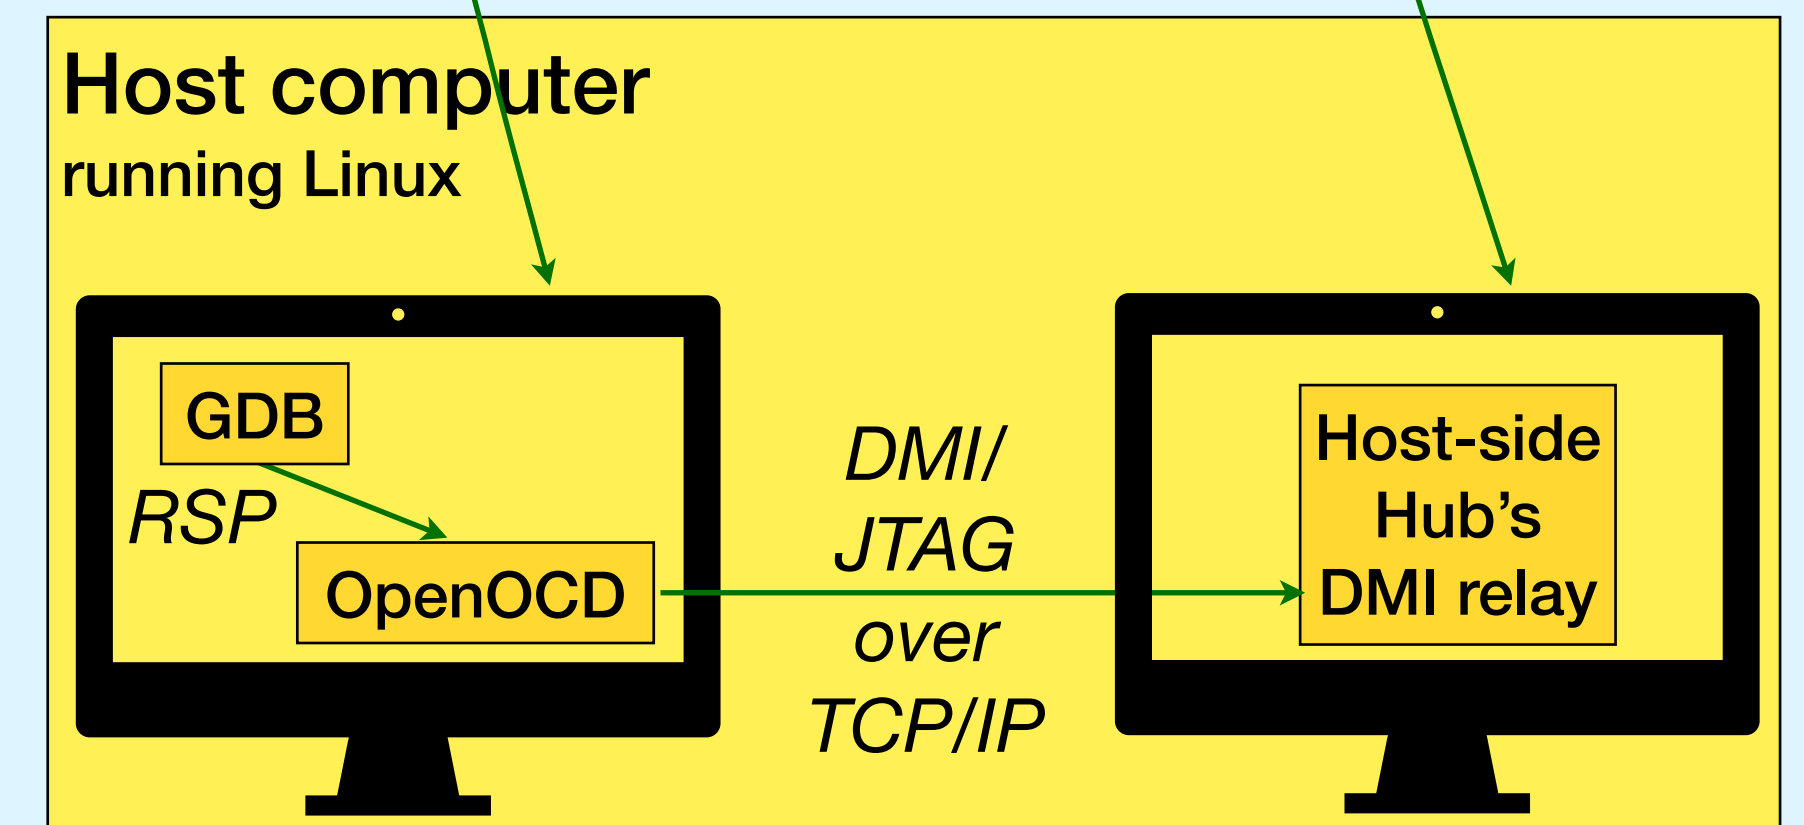 Host computer
running Linux
GDB
RSP
OpenOCD
DMI/
JTAG
over
TCP/IP
Host-side
Hub’s
DMI relay